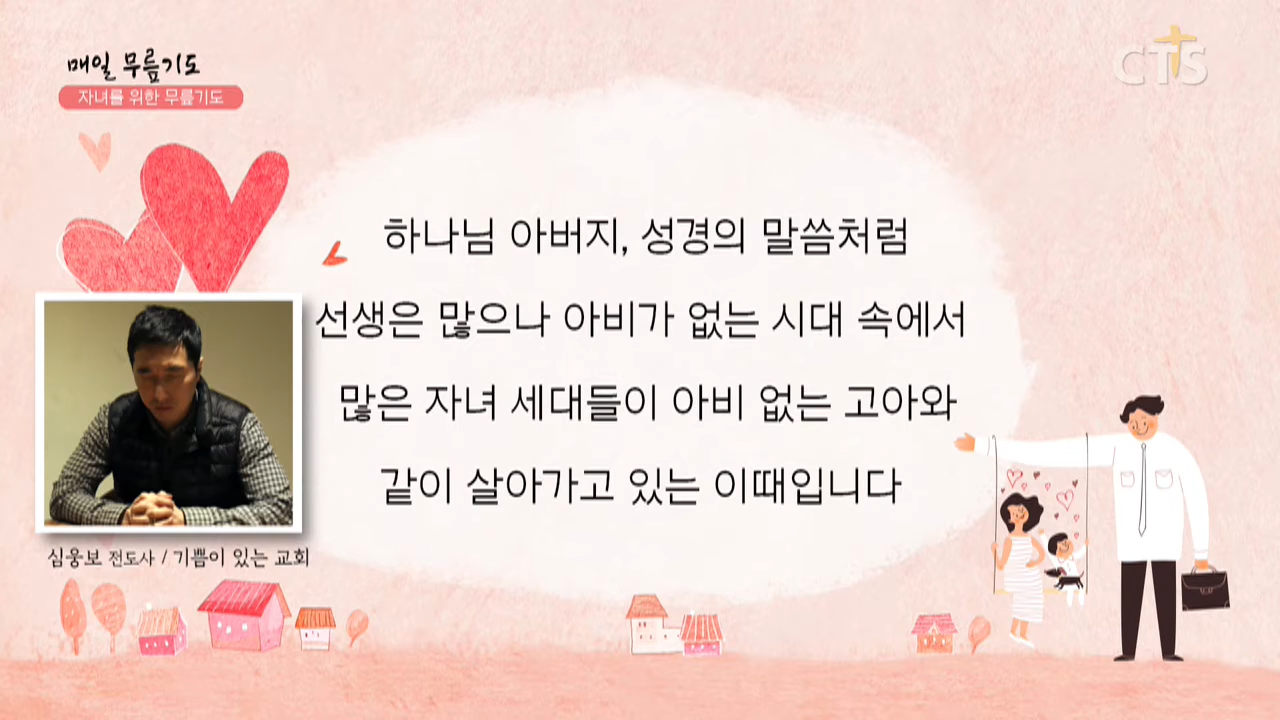 매일 무릎기도
자녀를 위한 무릎기도
CTS
하나님 아버지, 성경의 말씀처럼
선생은 많으나 아비가 없는 시대 속에서
많은 자녀 세대들이 아비 없는 고아와
같이 살아가고 있는 이때입니다
심웅보 전도사 / 기쁨이 있는 교회